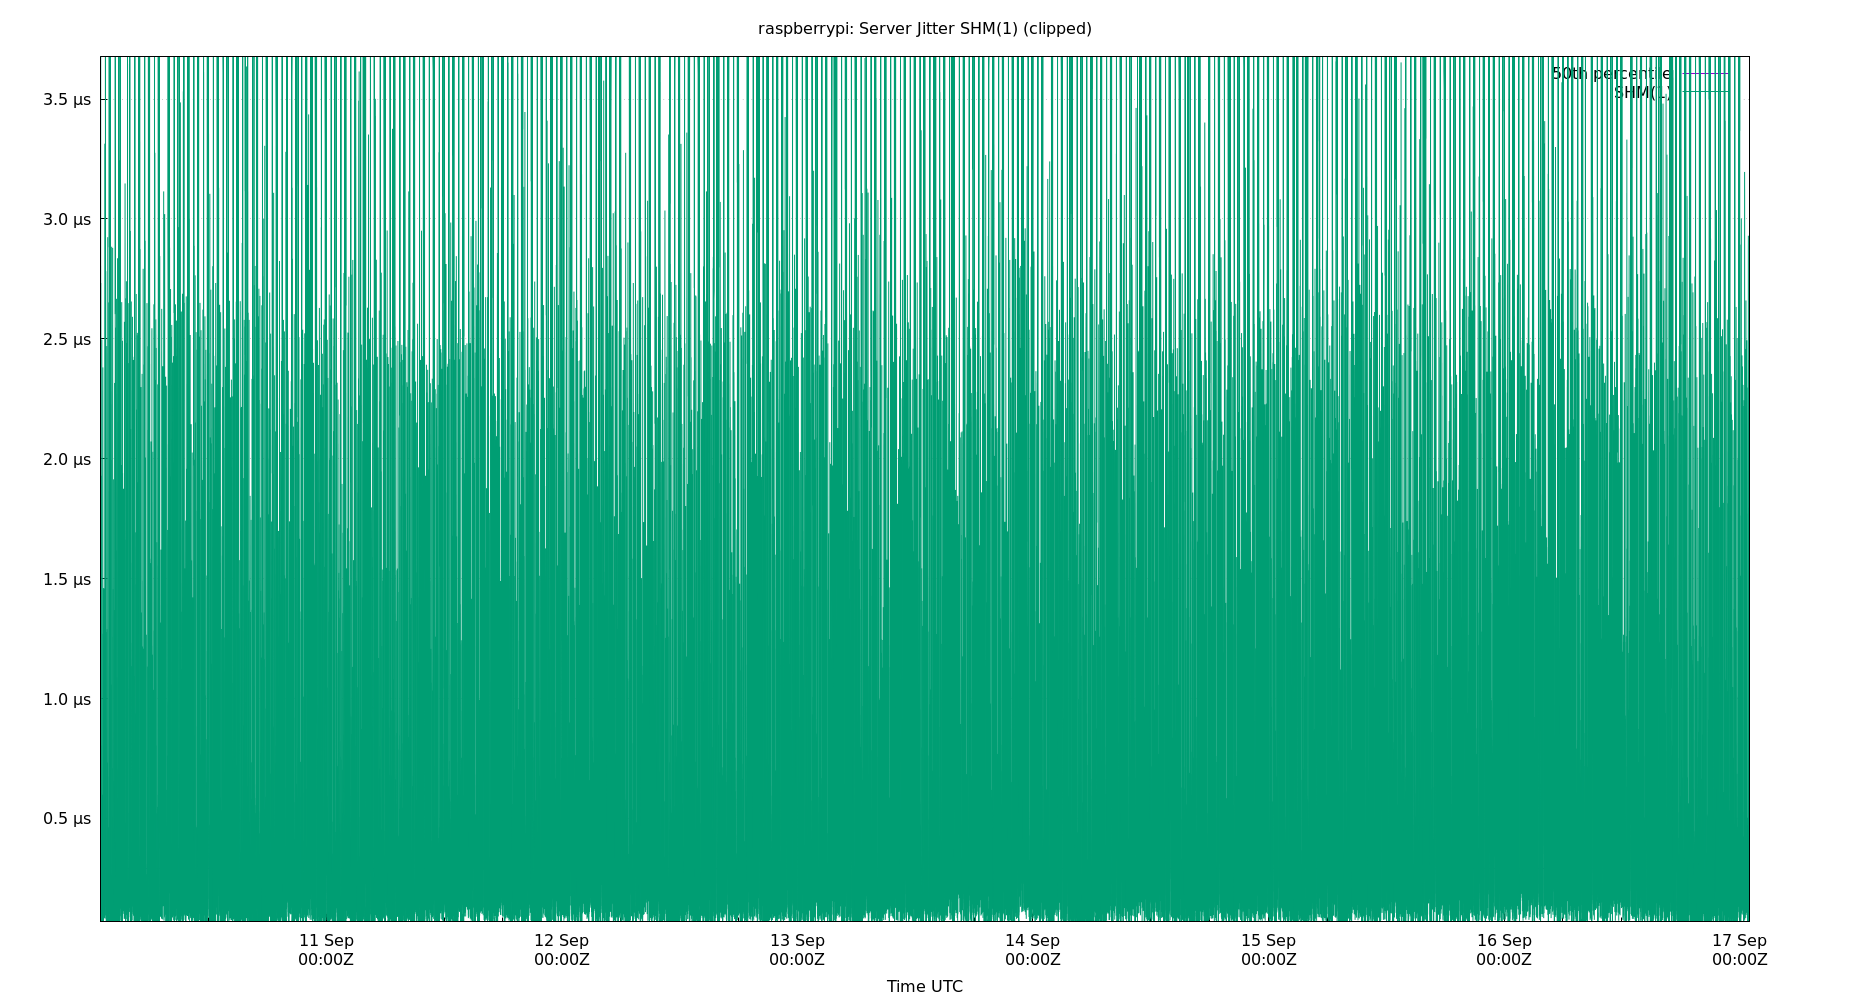 raspberrypi: Server Jitter SHM(1) (clipped)
50th percentile
SHM(1)
3.5 µs
3.0 µs
2.5 µs
2.0 µs
1.5 µs
1.0 µs
0.5 µs
11 Sep 12 Sep 13 Sep 14 Sep 15 Sep 16 Sep 17 Sep
00:00Z 00:00Z 00:00Z 00:00Z 00:00Z 00:00Z 00:00Z
Time UTC